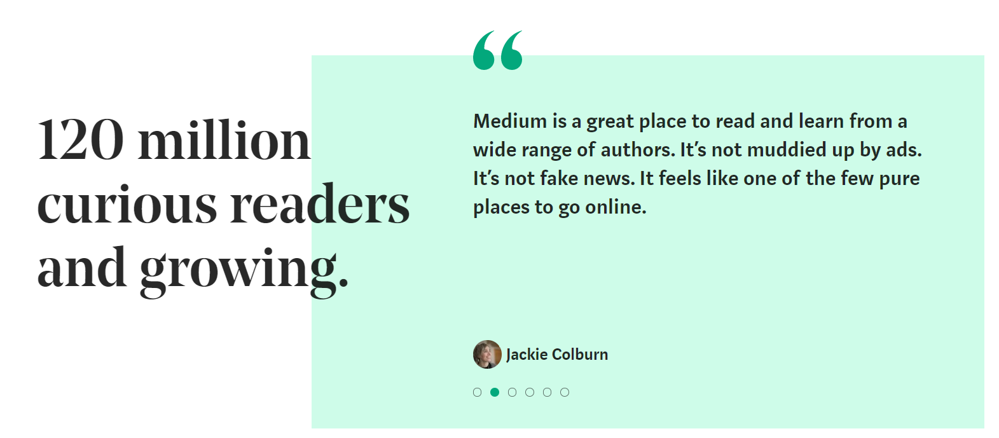 120 million
curious readers
and growing.
“
Medium is a great place to read and learn from a
wide range of authors. It’s not muddied up by ads.
It’s not fake news. It feels like one of the few pure
places to go online.
Jackie Colburn